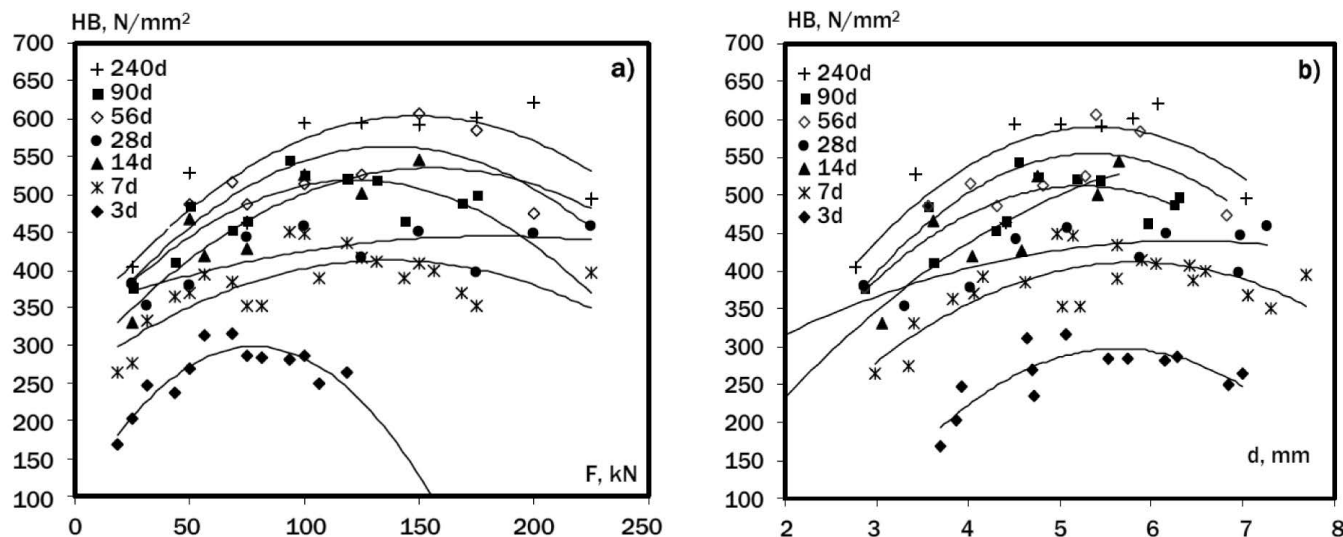 HB, N/mm²
700
600
550
500
450
400
350
300
250
200
150
100
0
50
100
150
200
250
+ 240d
■ 90d
◇ 56d
● 28d
▲ 14d
✳ 7d
◆ 3d
a)
F, kN
HB, N/mm²
700
600
550
500
450
400
350
300
250
200
150
100
2
3
4
5
6
7
8
+ 240d
■ 90d
◇ 56d
● 28d
▲ 14d
✳ 7d
◆ 3d
b)
d, mm